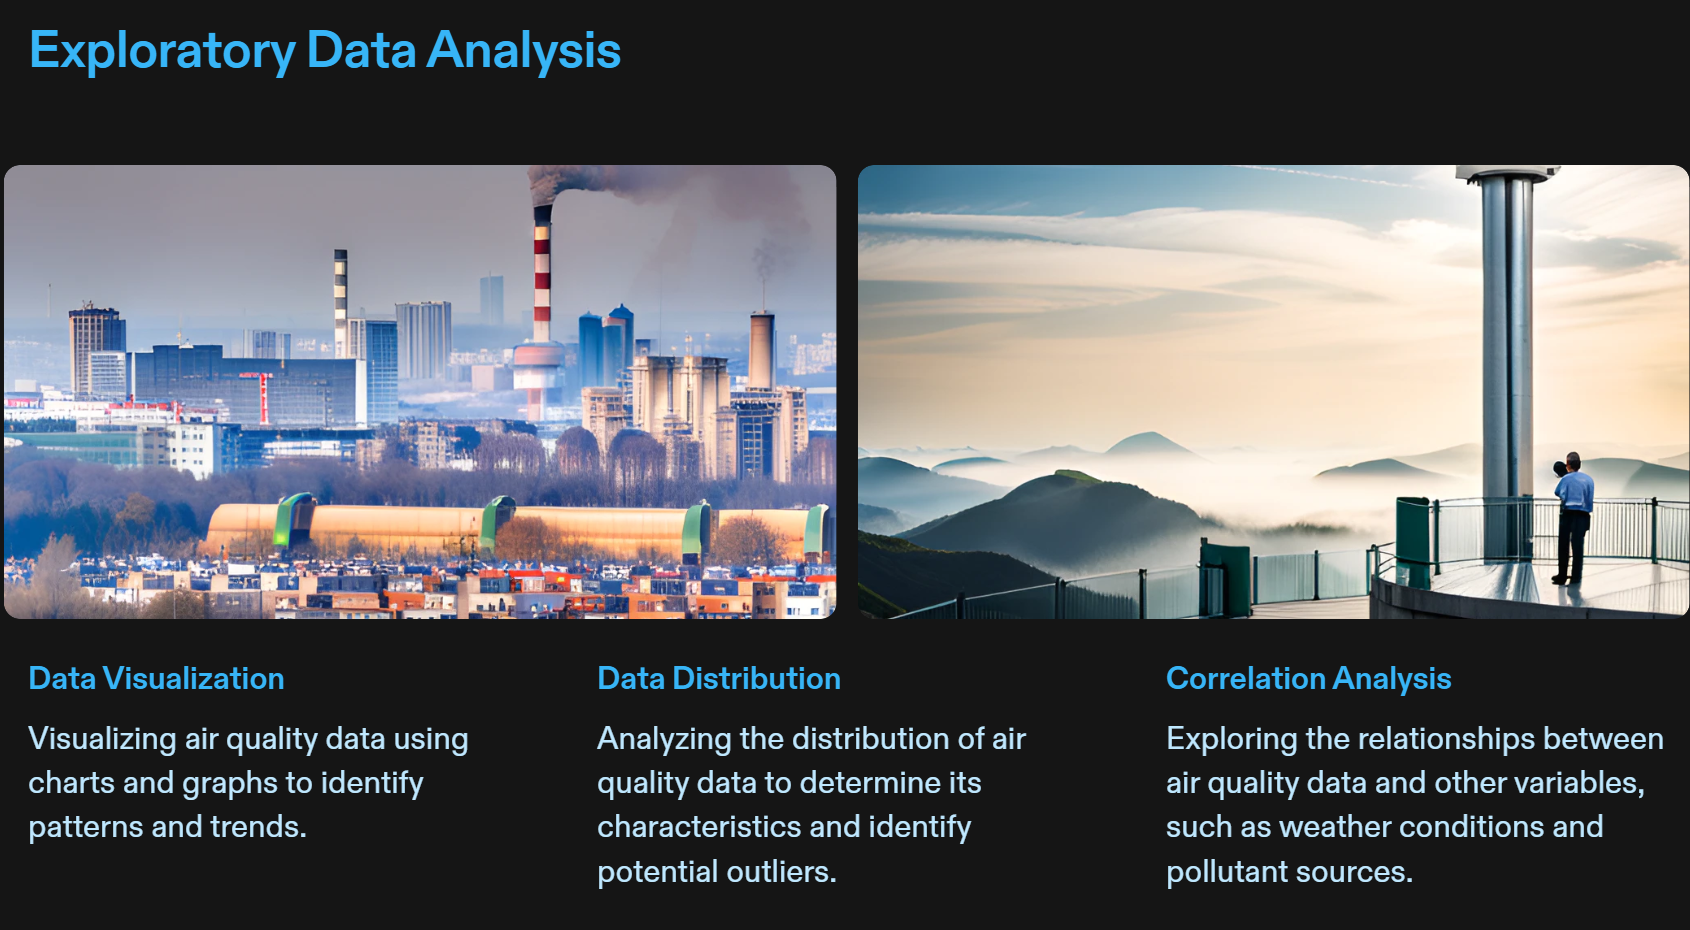 Exploratory Data Analysis
Data Visualization
Visualizing air quality data using
charts and graphs to identify
patterns and trends.
Data Distribution
Analyzing the distribution of air
quality data to determine its
characteristics and identify
potential outliers.
Correlation Analysis
Exploring the relationships between
air quality data and other variables,
such as weather conditions and
pollutant sources.